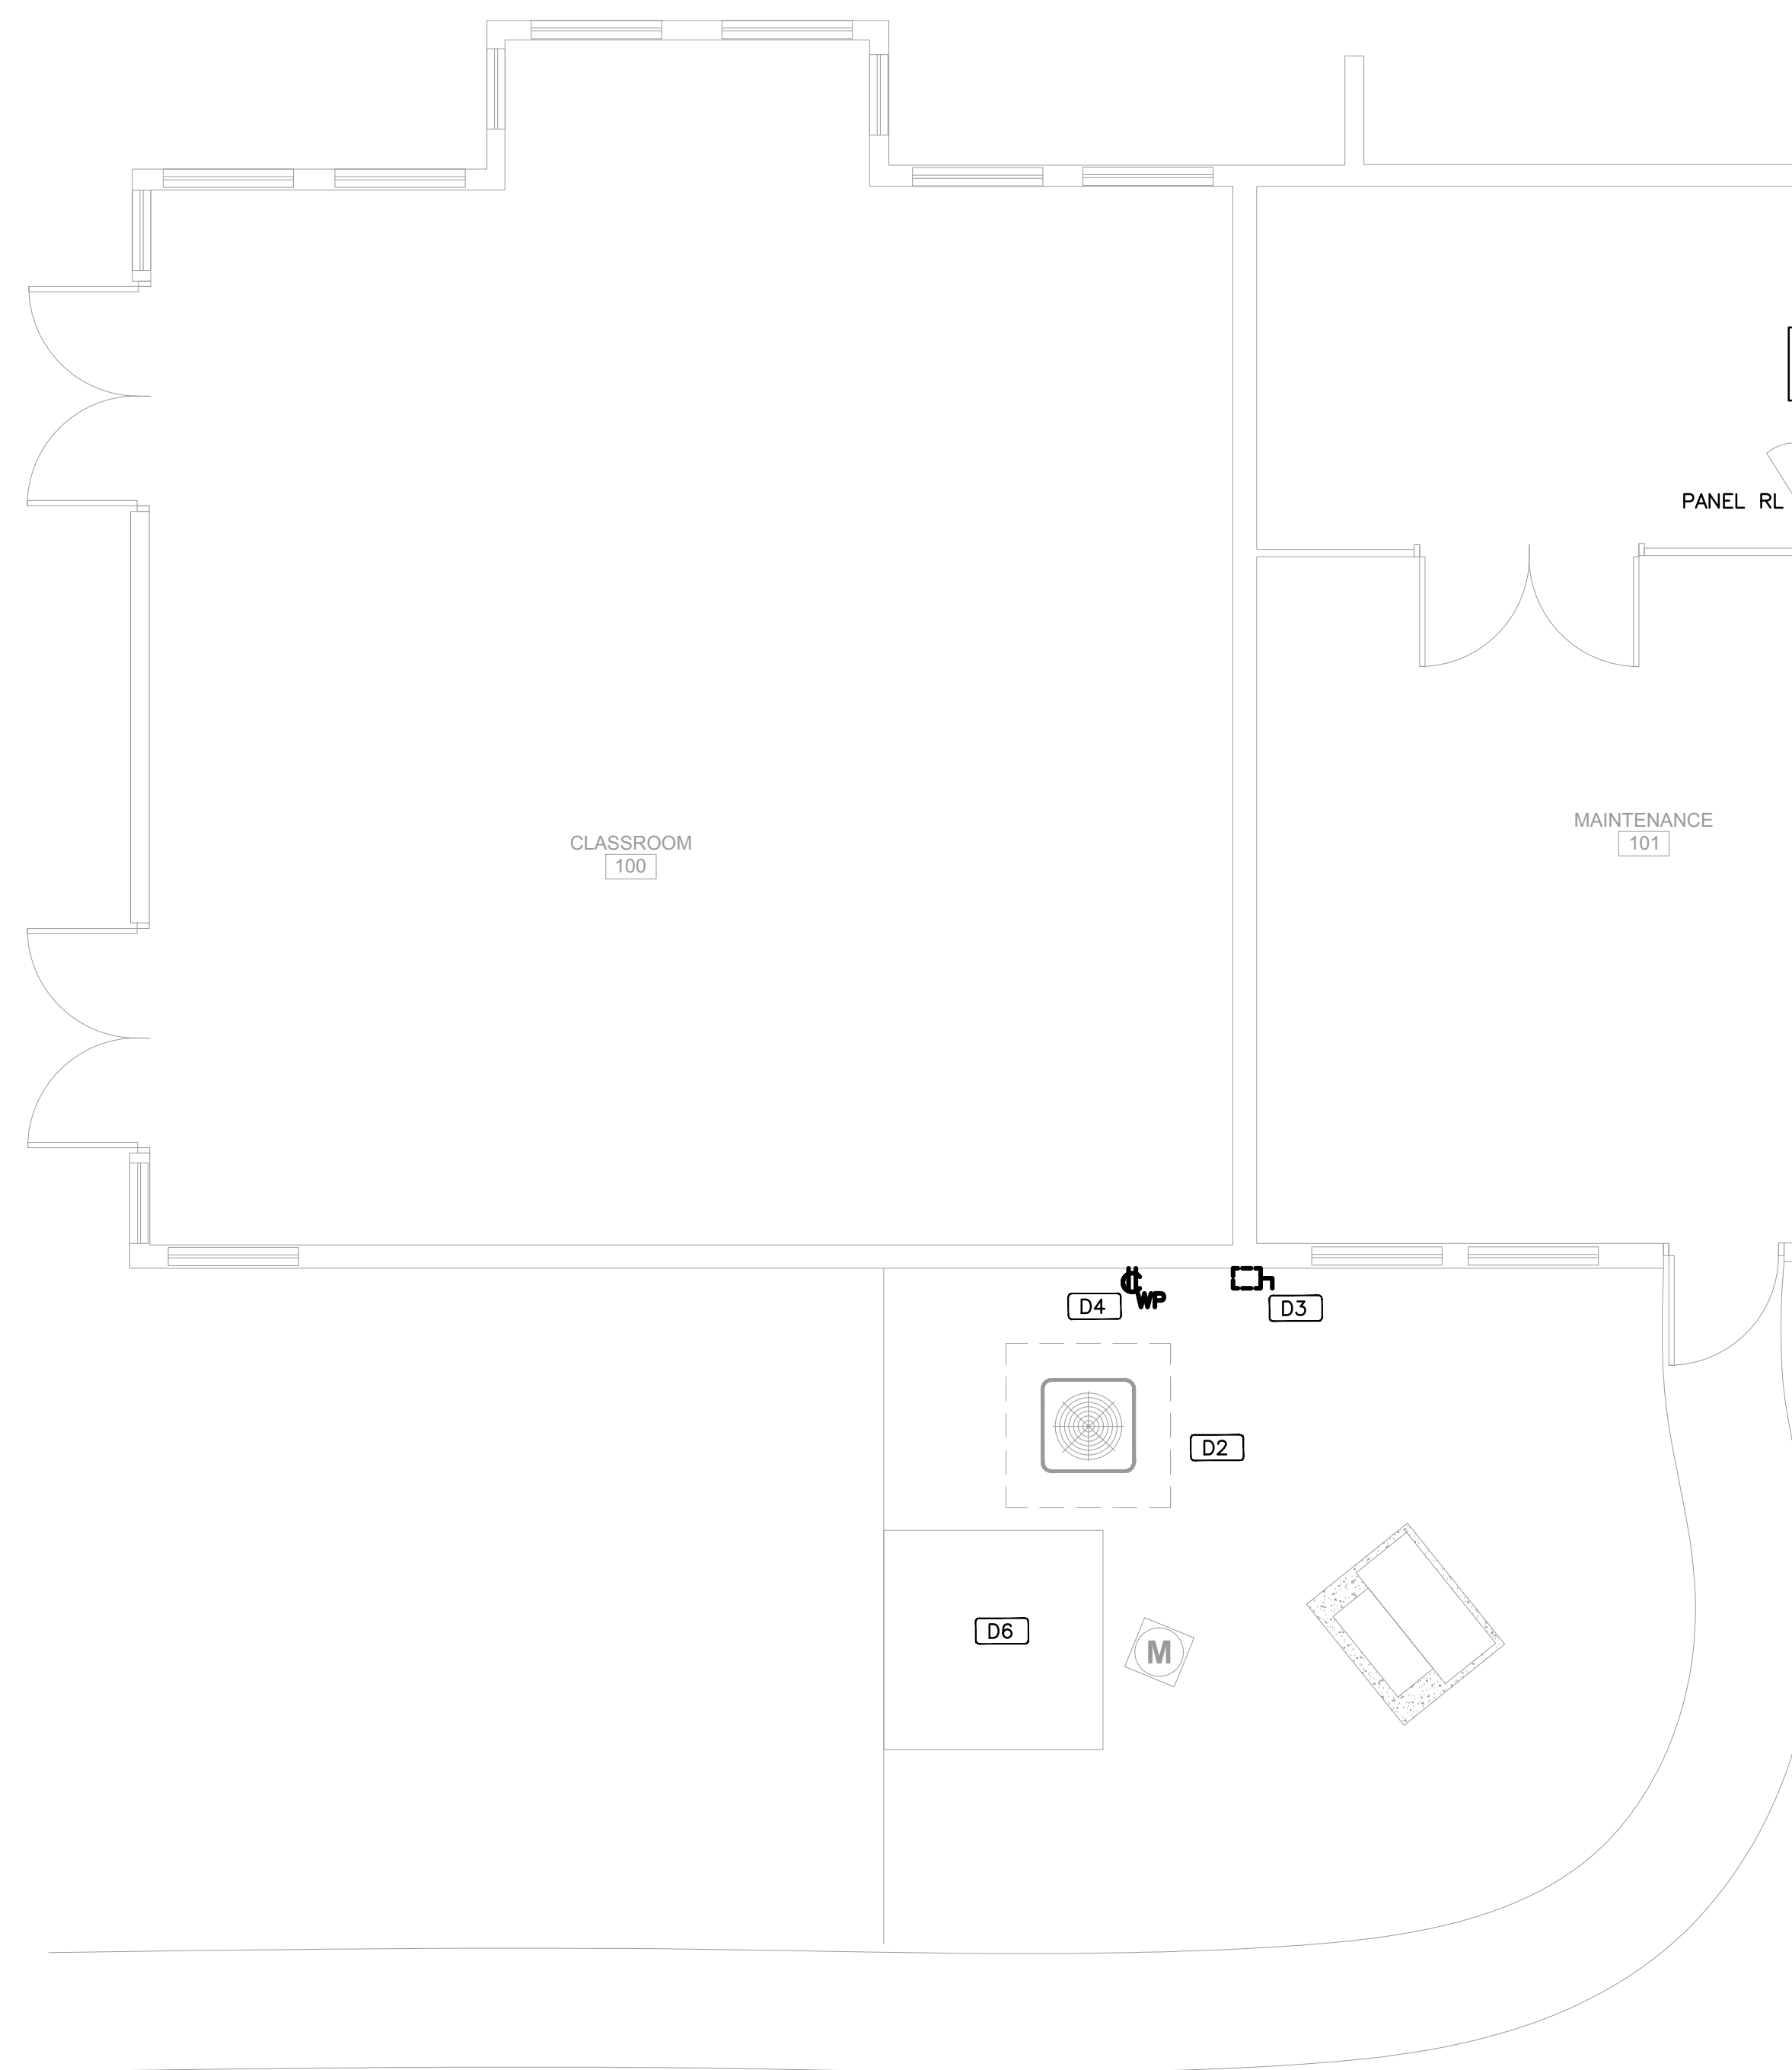 PANEL RL
MAINTENANCE
101
CLASSROOM
100
WP
D4
D3
D2
D6
M